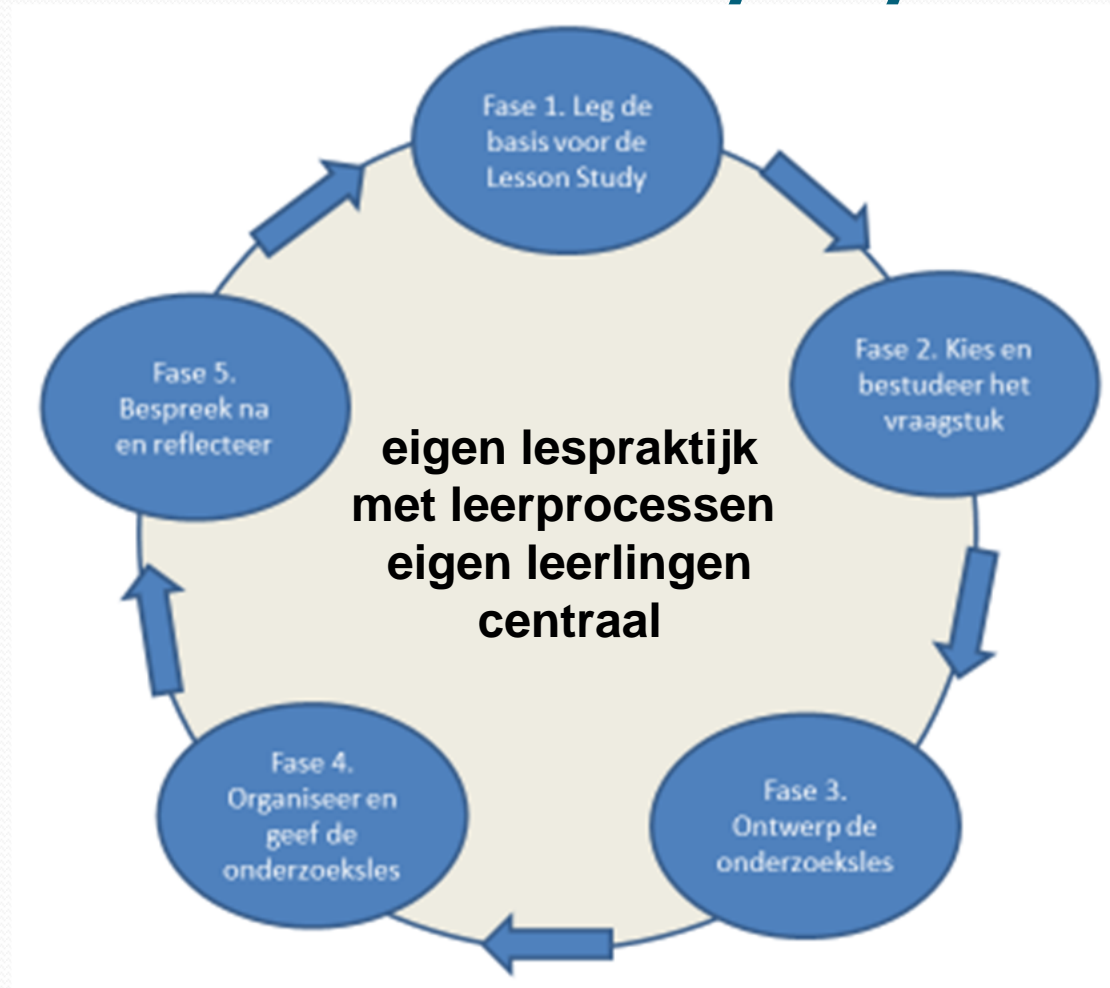 Fase 1. Leg de
basis voor de
Lesson Study
Fase 2. Kies en
bestudeer het
vraagstuk
Fase 3.
Ontwerp de
onderzoeksles
Fase 4.
Organiseer en
geef de
onderzoeksles
Fase 5.
Bespreek na
en reflecteer
eigen lespraktijk
met leerprocessen
eigen leerlingen
centraal